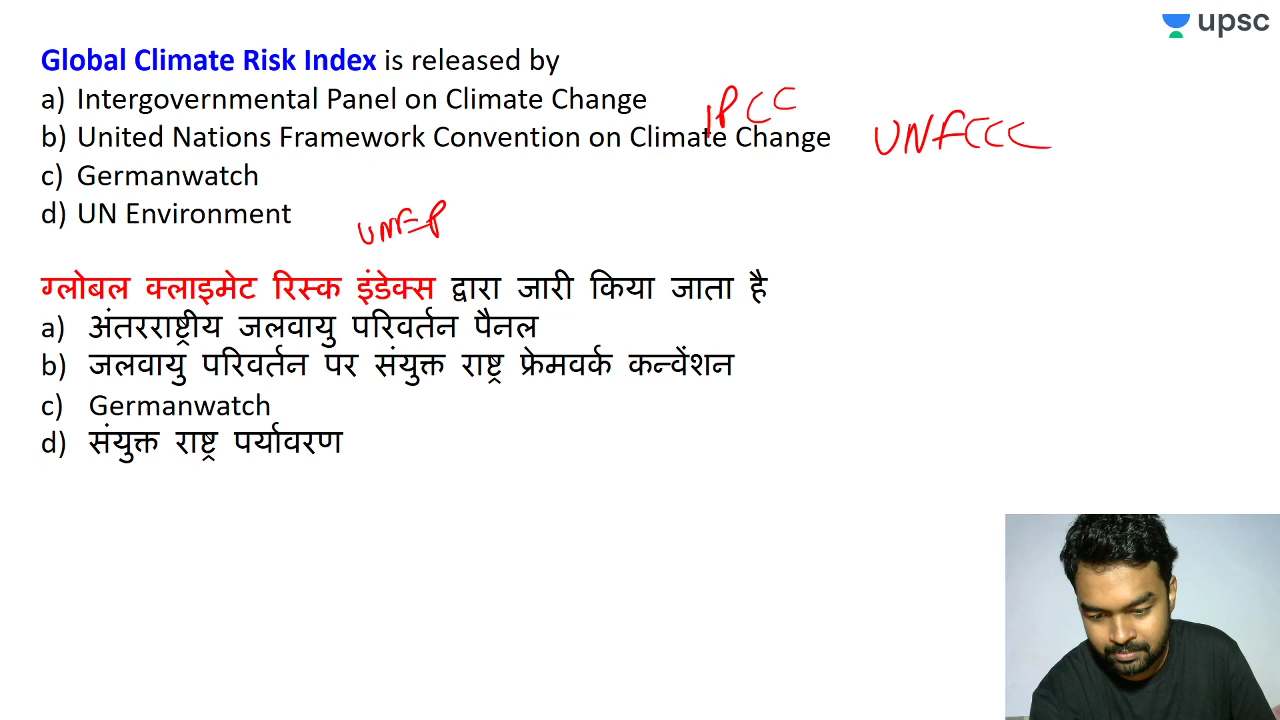 upsc
Global Climate Risk Index is released by
a) Intergovernmental Panel on Climate Change
IPCC
b) United Nations Framework Convention on Climate Change
UNFCCC
c) Germanwatch
d) UN Environment
UNEP
ग्लोबल क्लाइमेट रिस्क इंडेक्स द्वारा जारी किया जाता है
a) अंतरराष्ट्रीय जलवायु परिवर्तन पैनल
b) जलवायु परिवर्तन पर संयुक्त राष्ट्र फ्रेमवर्क कन्वेंशन
c) Germanwatch
d) संयुक्त राष्ट्र पर्यावरण